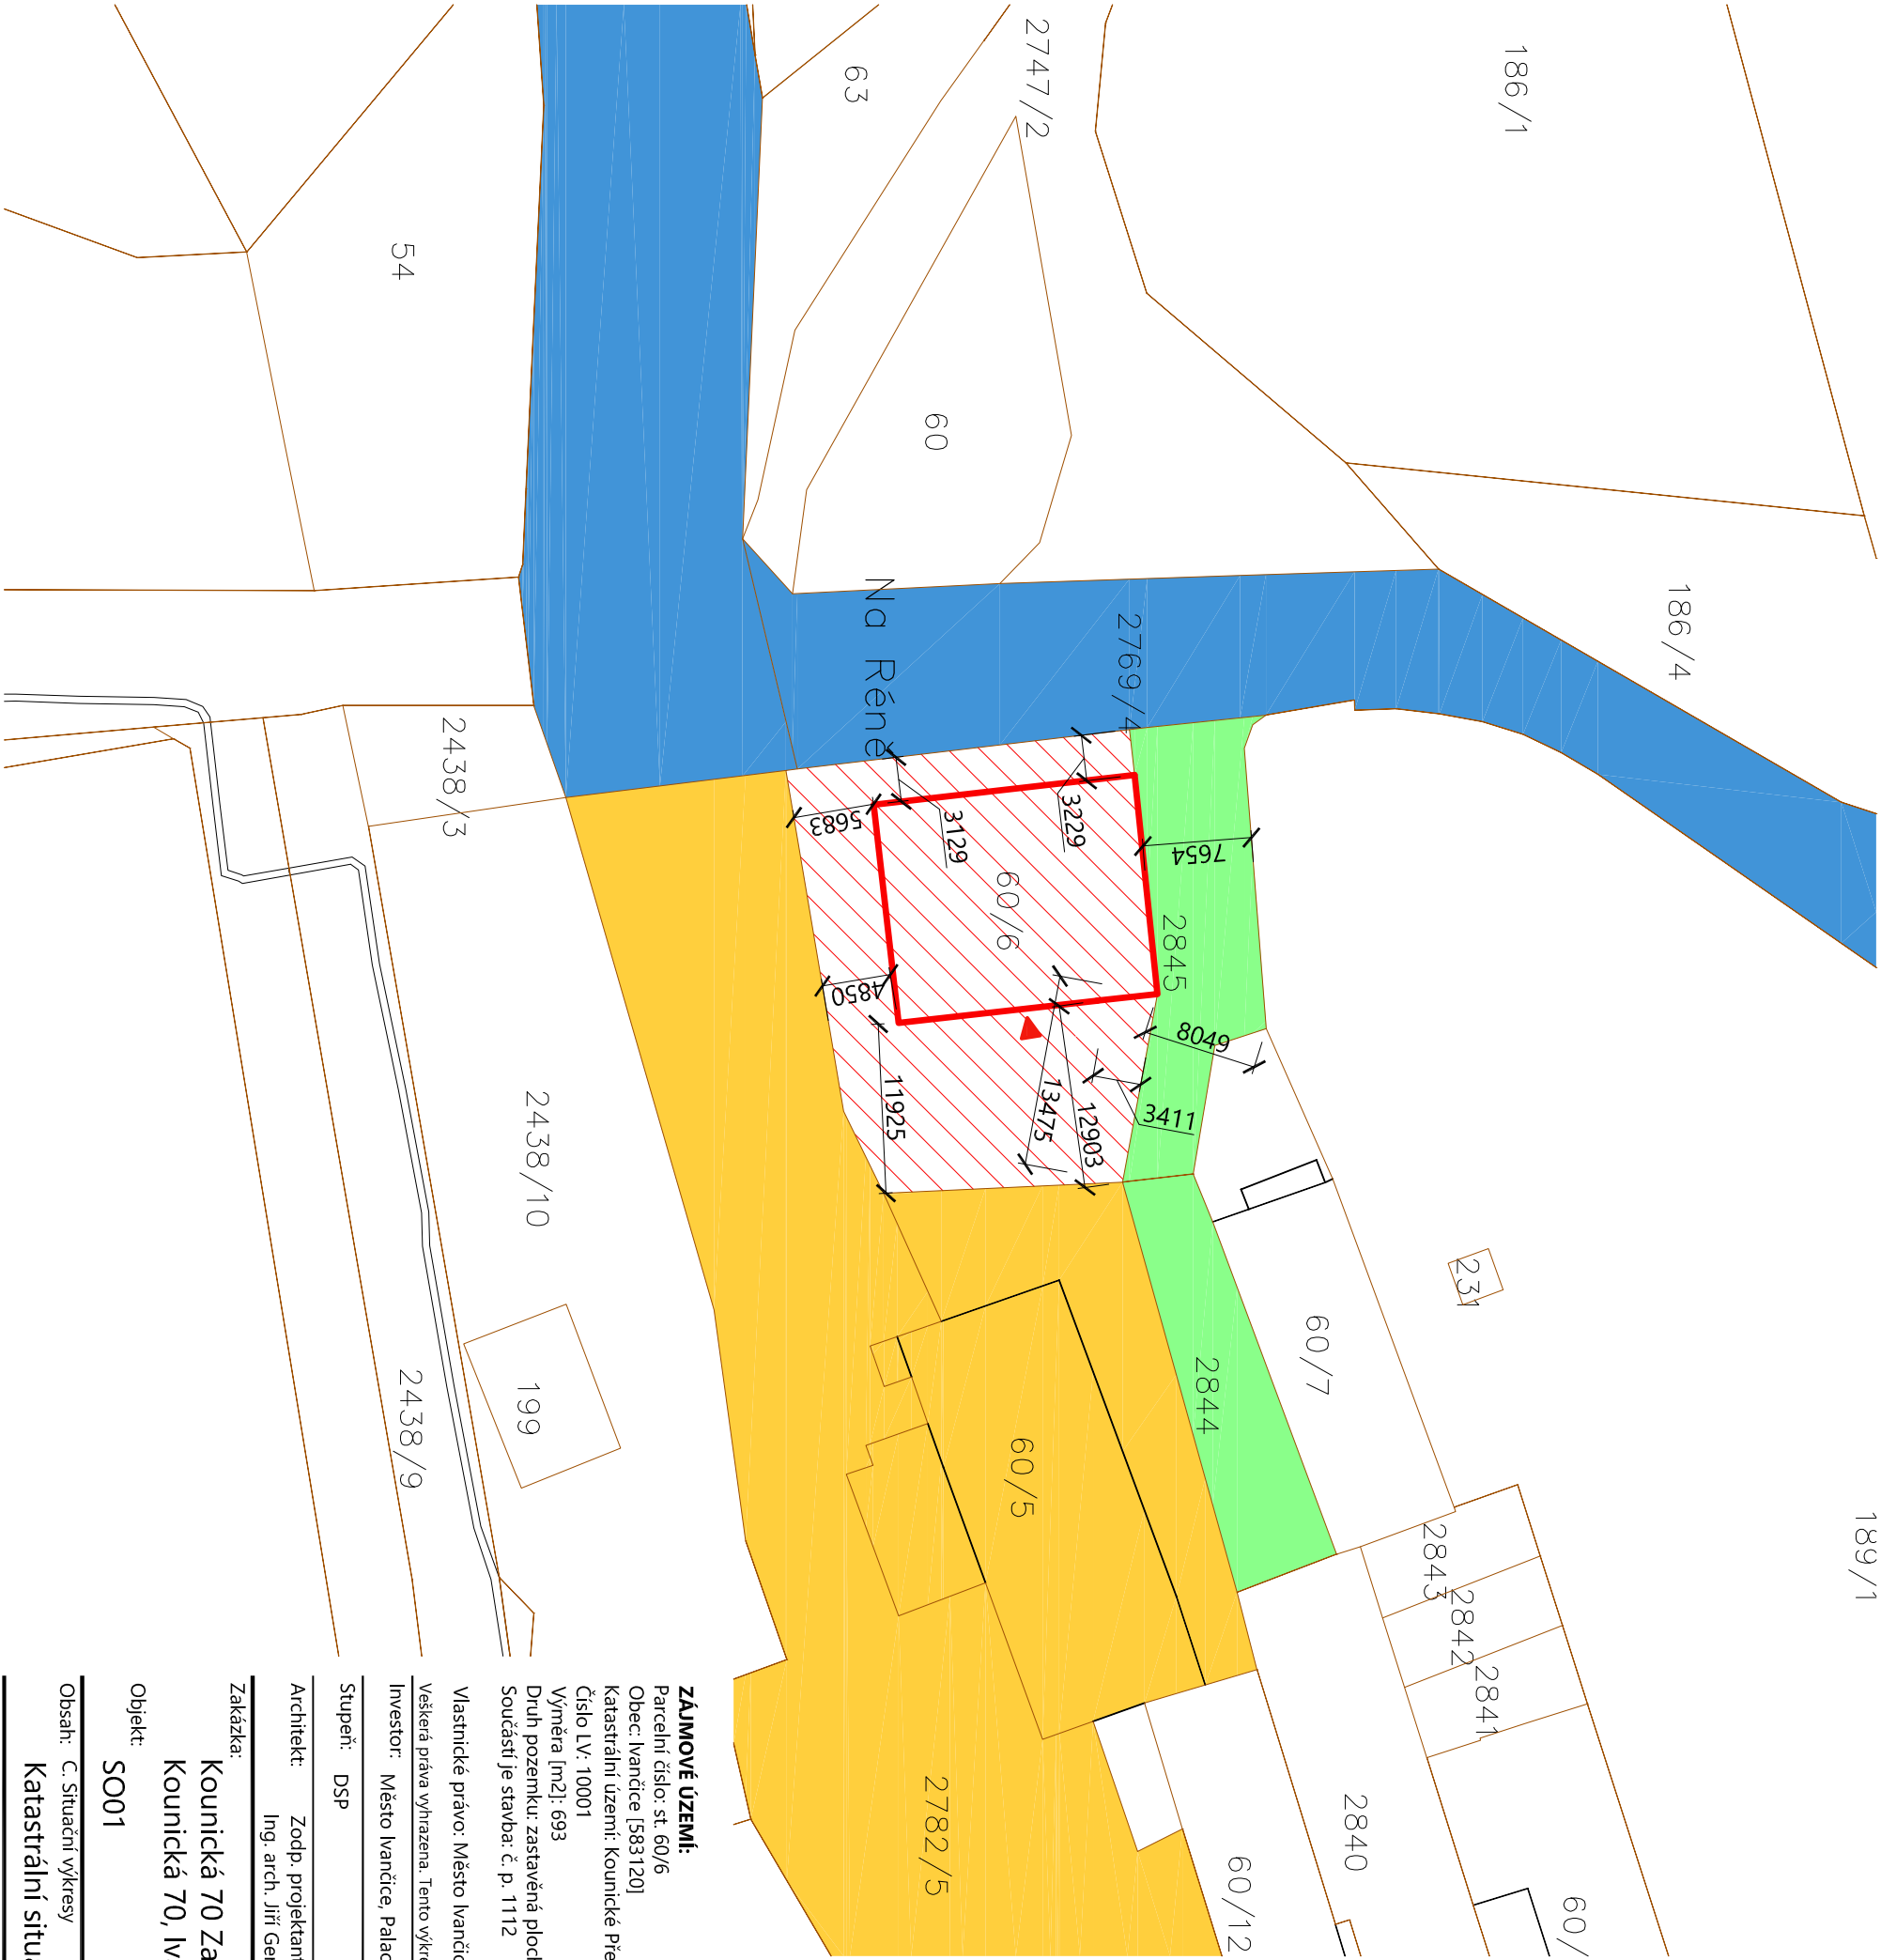 186/1
2747/2
63
54
60
186/4
2769/4
Na Réně
2438/3
5683
3129
3229
7654
60/6
2845
4850
8049
11925
13475
12903
3411
2438/10
231
60/7
2844
199
2438/9
60/5
189/1
2843
2842
2841
2840
2782/5
60/12
60/
ZÁJMOVÉ ÚZEMÍ:
Parcelní číslo: st. 60/6
Obec: Ivančice [583120]
Katastrální území: Kounické Pře
Číslo LV: 10001
Výměra [m2]: 693
Druh pozemku: zastavěná ploch
Součástí je stavba: č. p. 1112
Vlastnické právo: Město Ivančic
Veškerá práva vyhrazena. Tento výkre
Investor: Město Ivančice, Palac
Stupeň: DSP
Architekt: Zodp. projektant
Ing. arch. Jiří Ger
Zakázka:
Kounická 70 Za
Kounická 70, Iv
Objekt:
SO01
Obsah: C. Situační výkresy
Katastrální situ